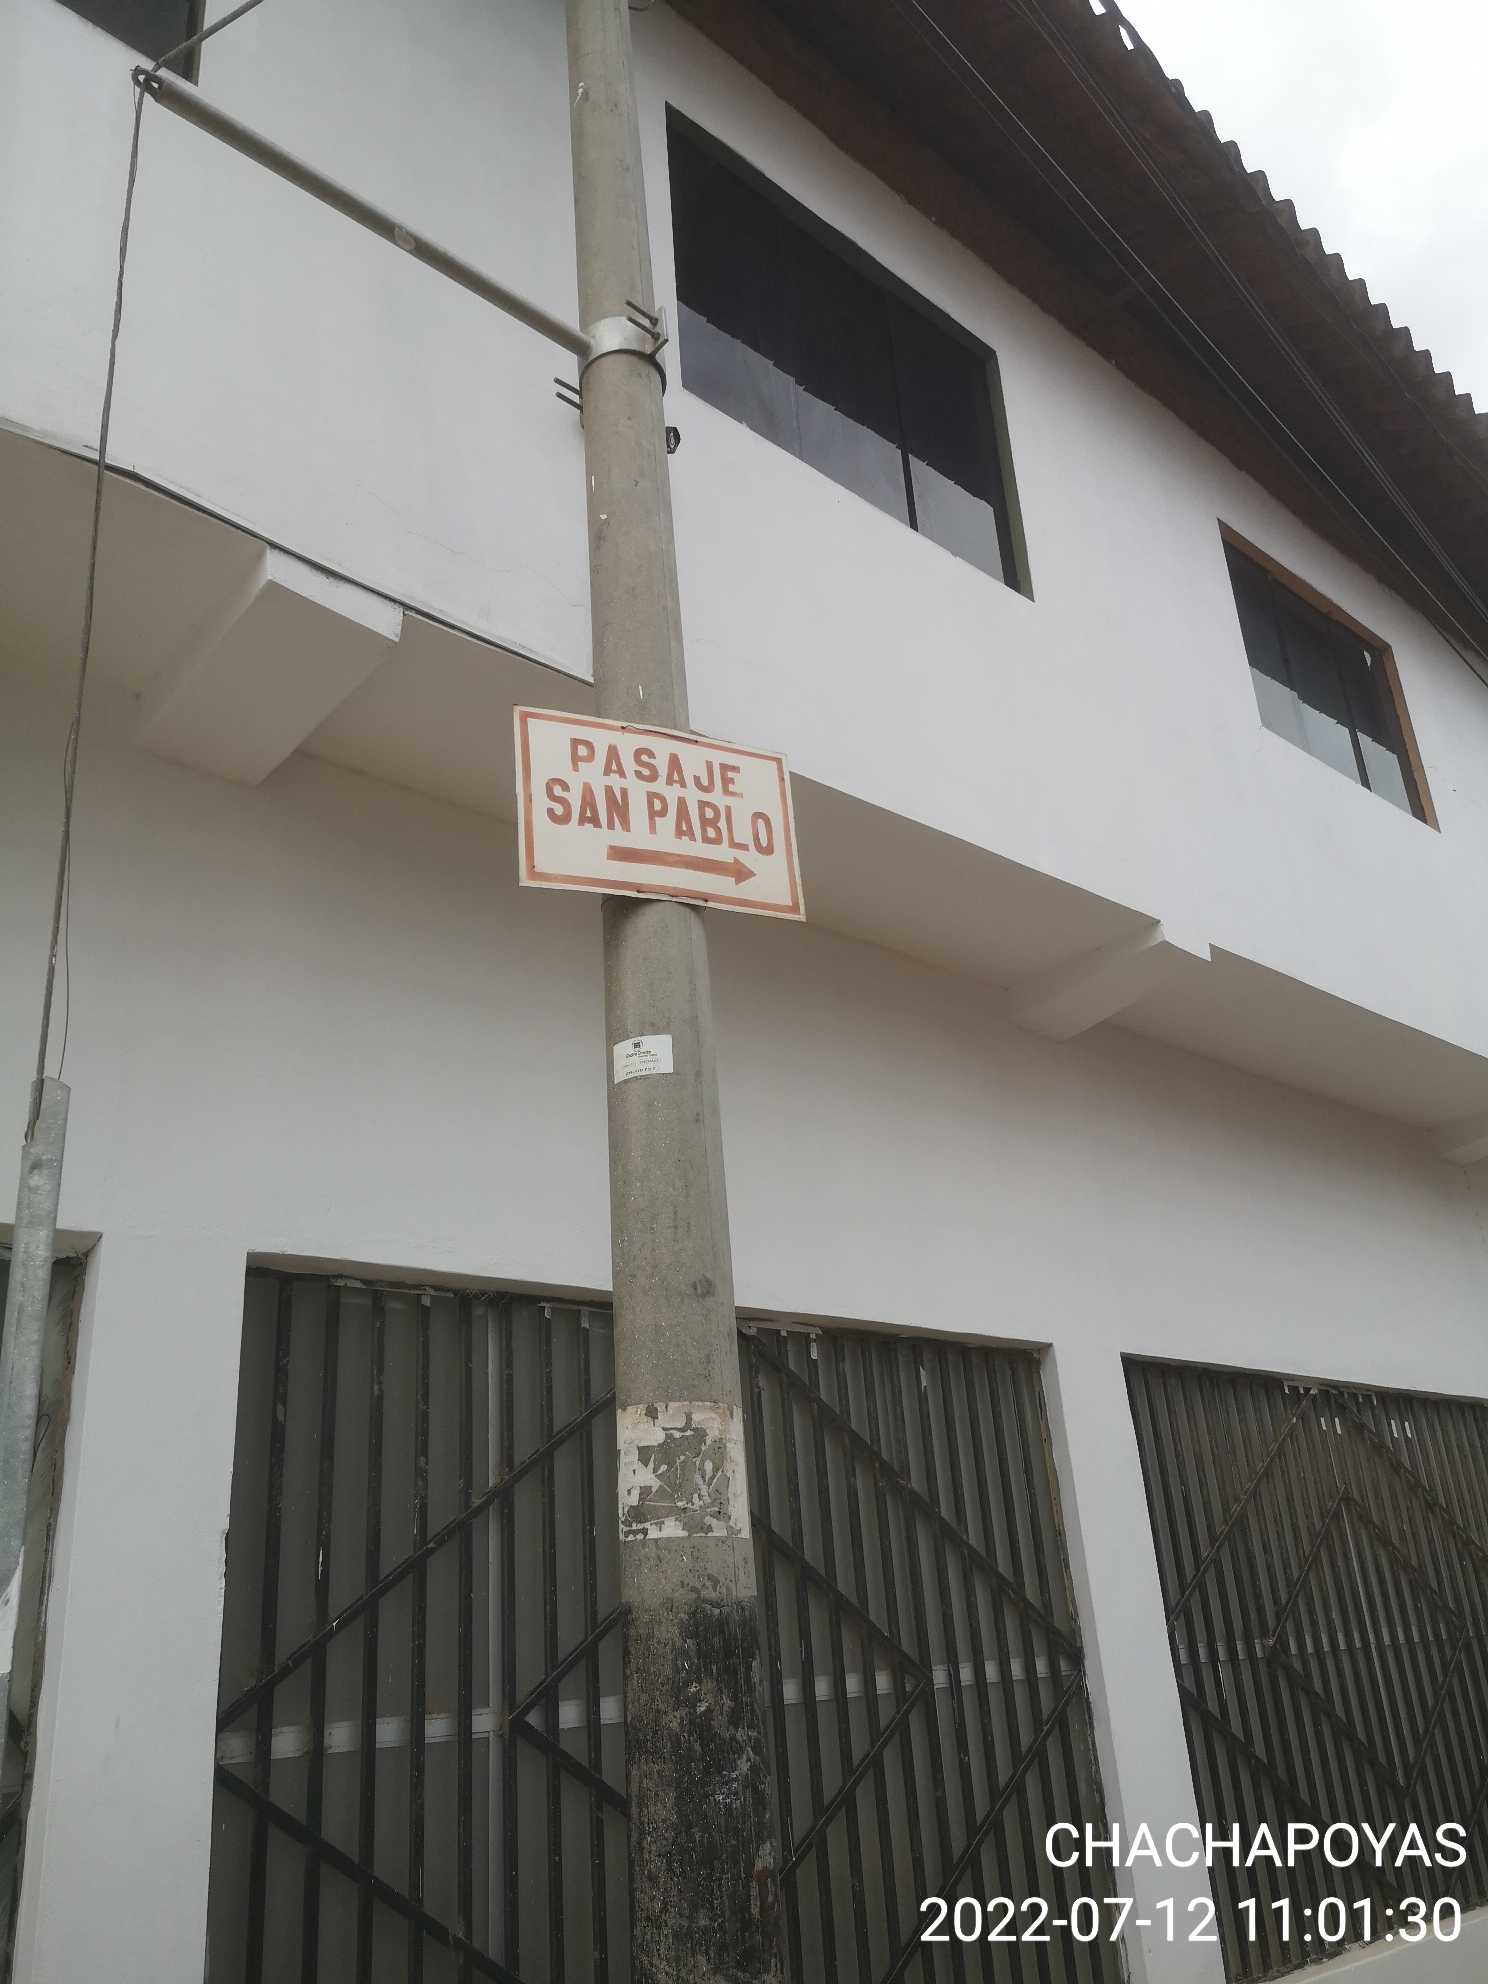 PASAJE
SAN PABLO
CHACHAPOYAS
2022-07-12 11:01:30